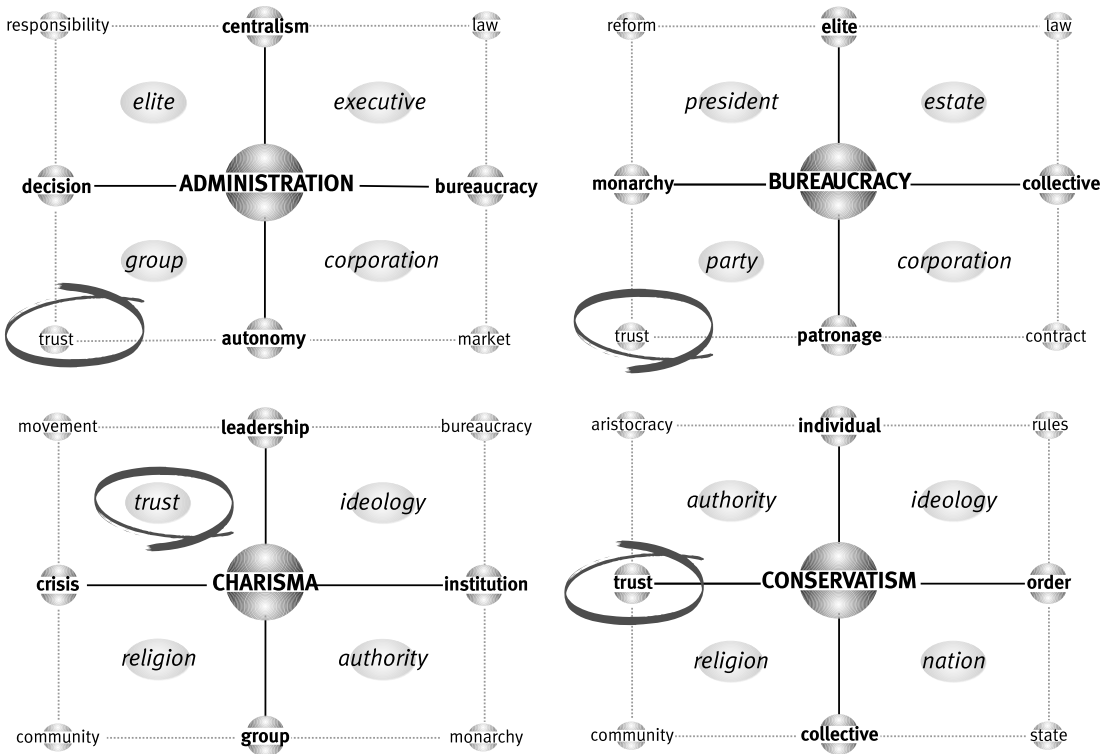 responsibility centralism law
elite executive
decision ADMINISTRATION bureaucracy
group corporation
trust autonomy market
reform elite law
president estate
monarchy BUREAUCRACY collective
party corporation
trust patronage contract
movement leadership bureaucracy
trust ideology
crisis CHARISMA institution
religion authority
community group monarchy
aristocracy individual rules
authority ideology
trust CONSERVATISM order
religion nation
community collective state